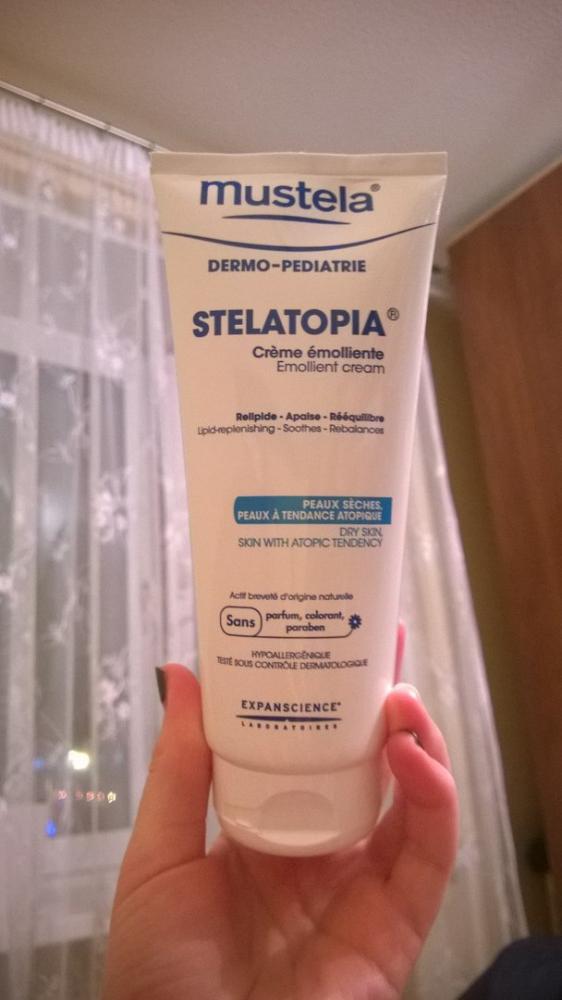 mustela®
DERMO-PEDIATRIE
STELATOPIA®
Crème émolliente
Emollient cream
Relipide - Apaise - Rééquilibre
Lipid-replenishing - Soothes - Rebalances
PEAUX SÈCHES,
PEAUX À TENDANCE ATOPIQUE
DRY SKIN,
SKIN WITH ATOPIC TENDENCY
Actif breveté d'origine naturelle
Sans parfum, colorant,
paraben
HYPOALLERGÉNIQUE
TESTÉ SOUS CONTRÔLE DERMATOLOGIQUE
EXPANSCIENCE®
LABORATOIRES